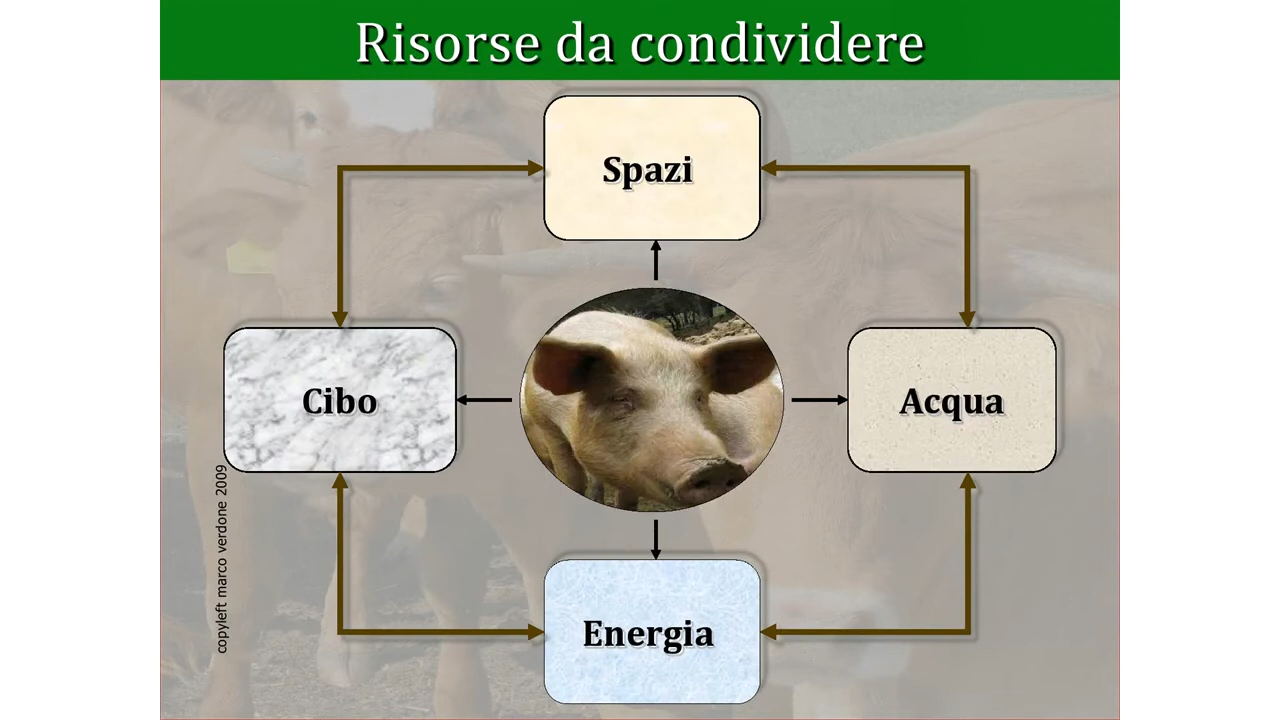 Risorse da condividere
Spazi
Cibo
Acqua
Energia
copyleft marco verdone 2009